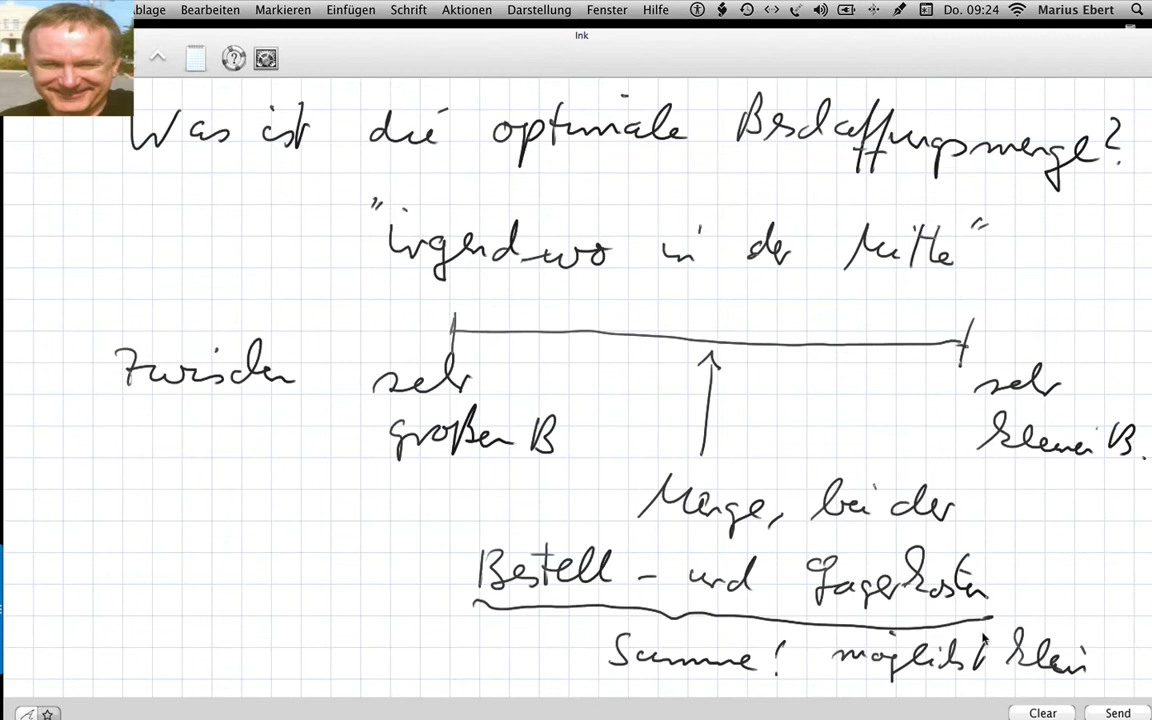 Ablage Bearbeiten Markieren Einfügen Schrift Aktionen Darstellung Fenster Hilfe Do. 09:24 Marius Ebert
Ink
Was ist die optimale Beschaffungsmenge?
"irgendwo in der Mitte"
Zwischen sehr großen B sehr kleiner B.
Menge, bei der
Bestell- und Lagerkosten
Summe! möglichst klein
Clear Send